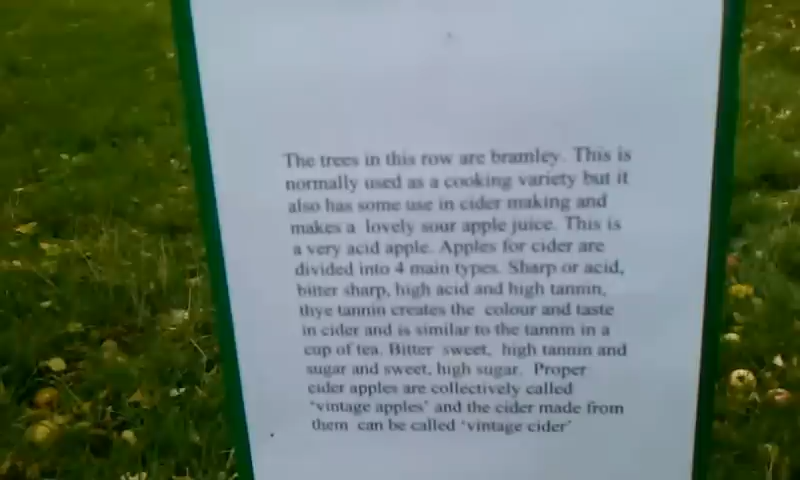 The trees in this row are bramley. This is
normally used as a cooking variety but it
also has some use in cider making and
makes a lovely sour apple juice. This is
a very acid apple. Apples for cider are
divided into 4 main types. Sharp or acid,
bitter sharp, high acid and high tannin,
thye tannin creates the colour and taste
in cider and is similar to the tannin in a
cup of tea. Bitter sweet, high tannin and
sugar and sweet, high sugar. Proper
cider apples are collectively called
'vintage apples' and the cider made from
them can be called 'vintage cider'